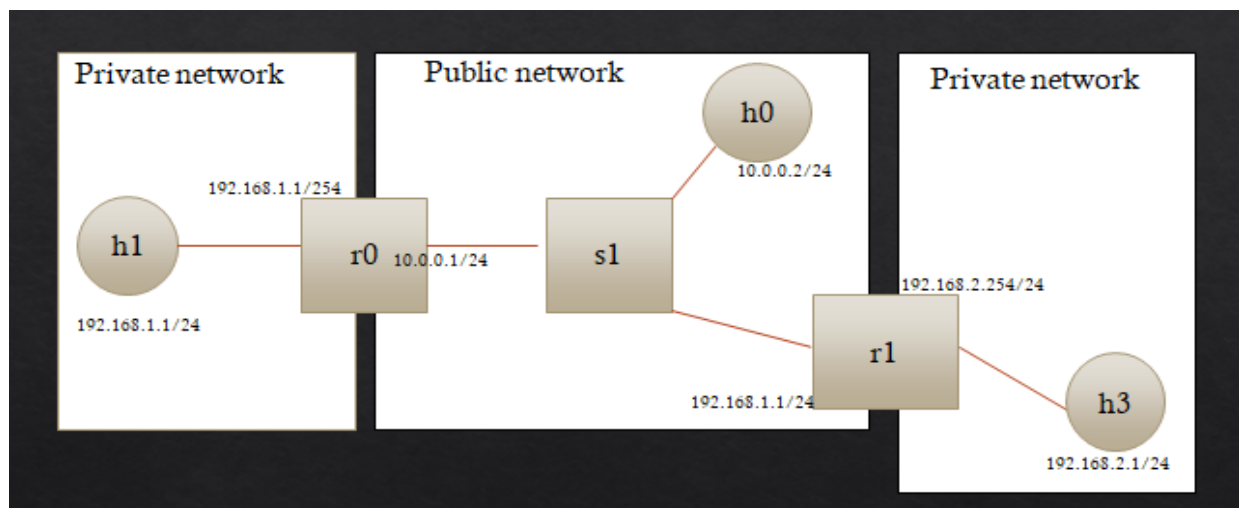 Private network
192.168.1.1/254
h1
192.168.1.1/24
r0
10.0.0.1/24
Public network
h0
10.0.0.2/24
s1
192.168.1.1/24
r1
Private network
192.168.2.254/24
h3
192.168.2.1/24